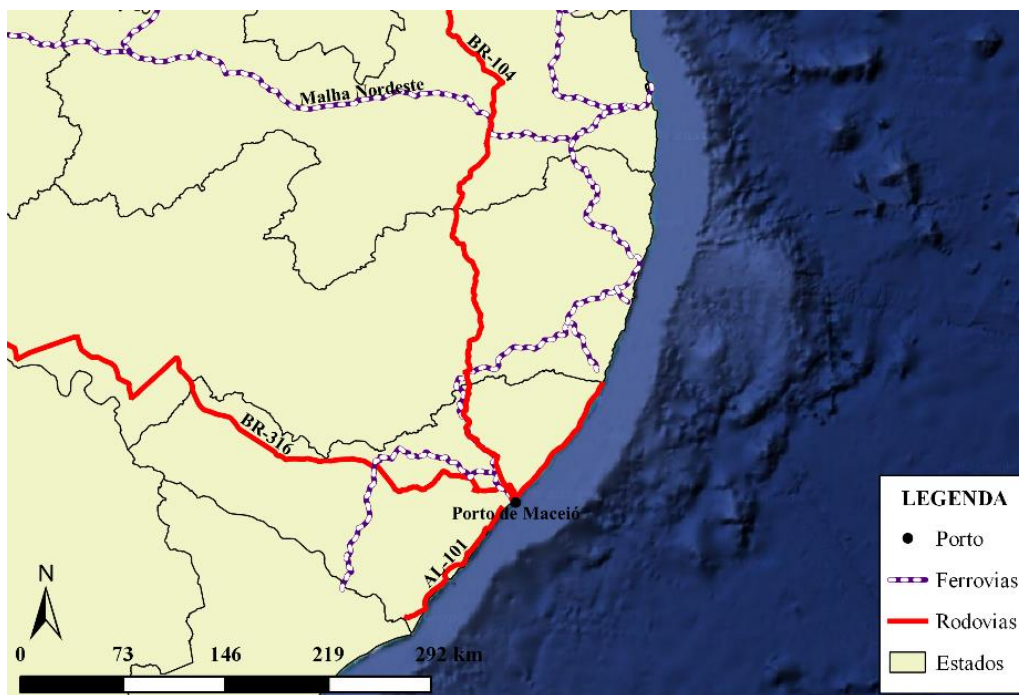 BR-104
Malha Nordeste
BR-316
Porto de Maceió
AL-101
N
0 73 146 219 292 km
LEGENDA
Porto
Ferrovias
Rodovias
Estados